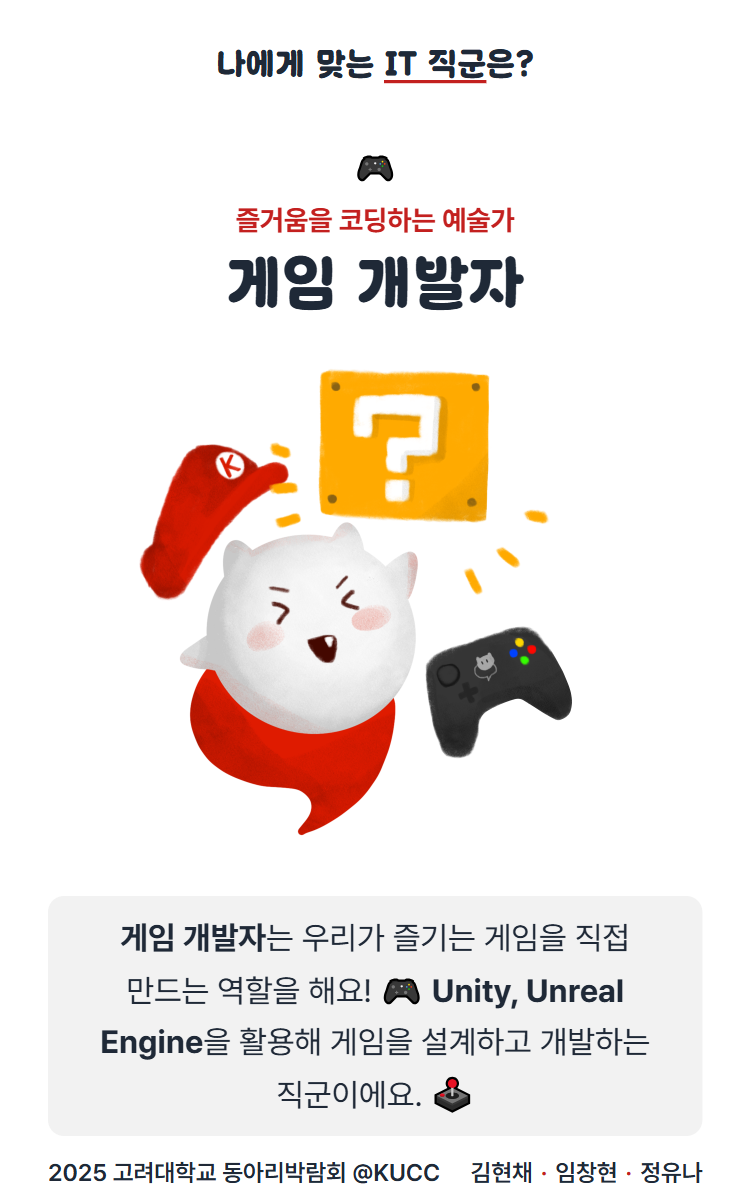 나에게 맞는 IT 직군은?
🎮
즐거움을 코딩하는 예술가
게임 개발자
?
K
게임 개발자는 우리가 즐기는 게임을 직접
만드는 역할을 해요! 🎮 Unity, Unreal
Engine을 활용해 게임을 설계하고 개발하는
직군이에요. 🕹️
2025 고려대학교 동아리박람회 @KUCC 김현채 · 임창현 · 정유나